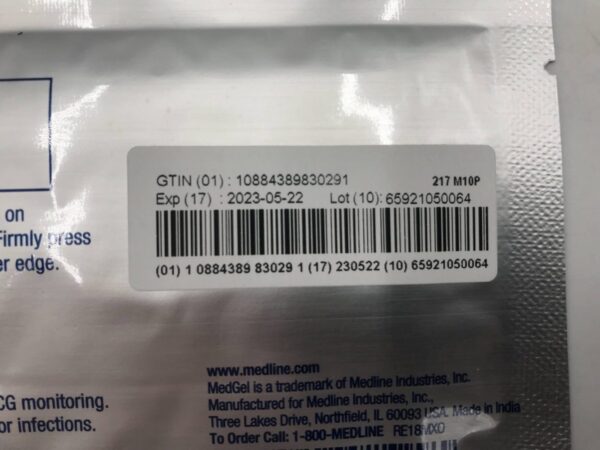 GTIN (01) : 10884389830291 217 M10P
Exp (17) : 2023-05-22 Lot (10): 65921050064
(01) 1 0884389 83029 1 (17) 230522 (10) 65921050064
on
Firmly press
er edge.
CG monitoring.
or infections.
www.medline.com
MedGel is a trademark of Medline Industries, Inc.
Manufactured for Medline Industries, Inc.,
Three Lakes Drive, Northfield, IL 60093 USA. Made in India
To Order Call: 1-800-MEDLINE